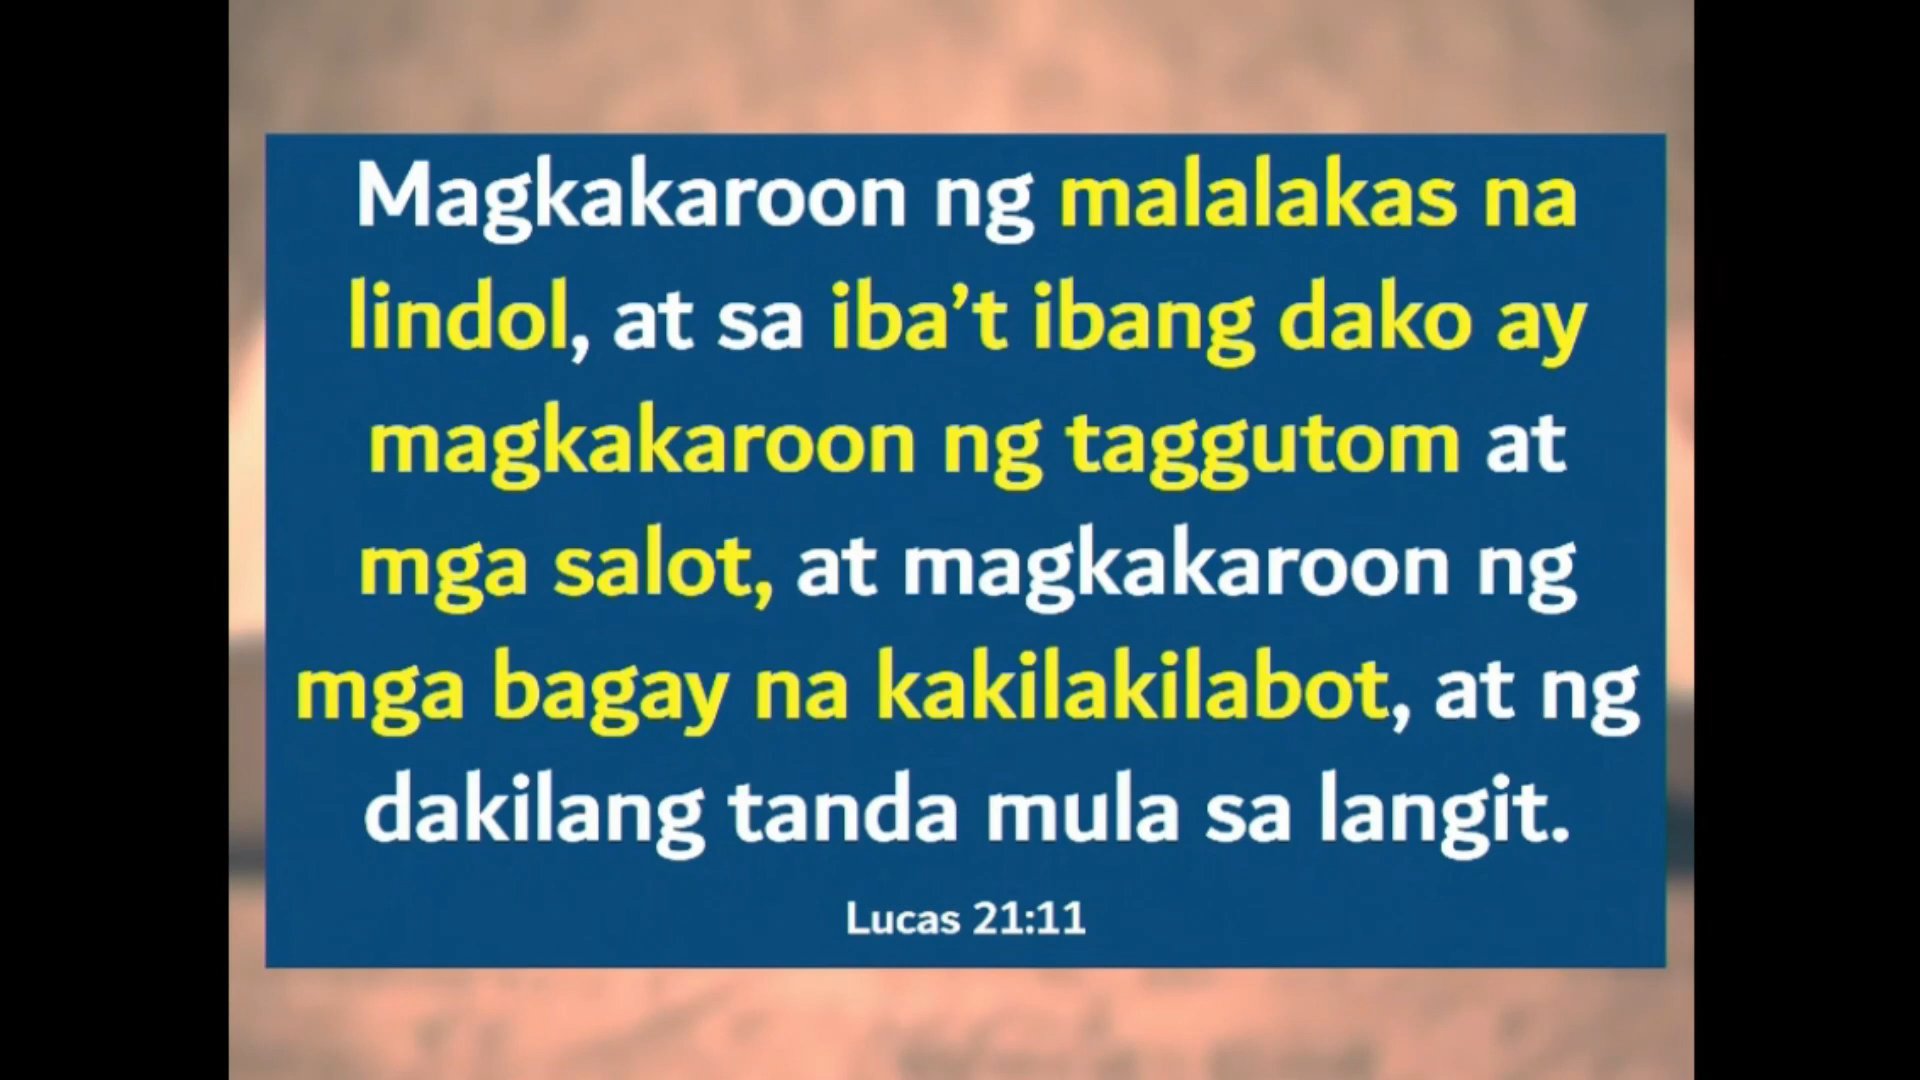 Magkakaroon ng malalakas na
lindol, at sa iba’t ibang dako ay
magkakaroon ng taggutom at
mga salot, at magkakaroon ng
mga bagay na kakilakilabot, at ng
dakilang tanda mula sa langit.
Lucas 21:11